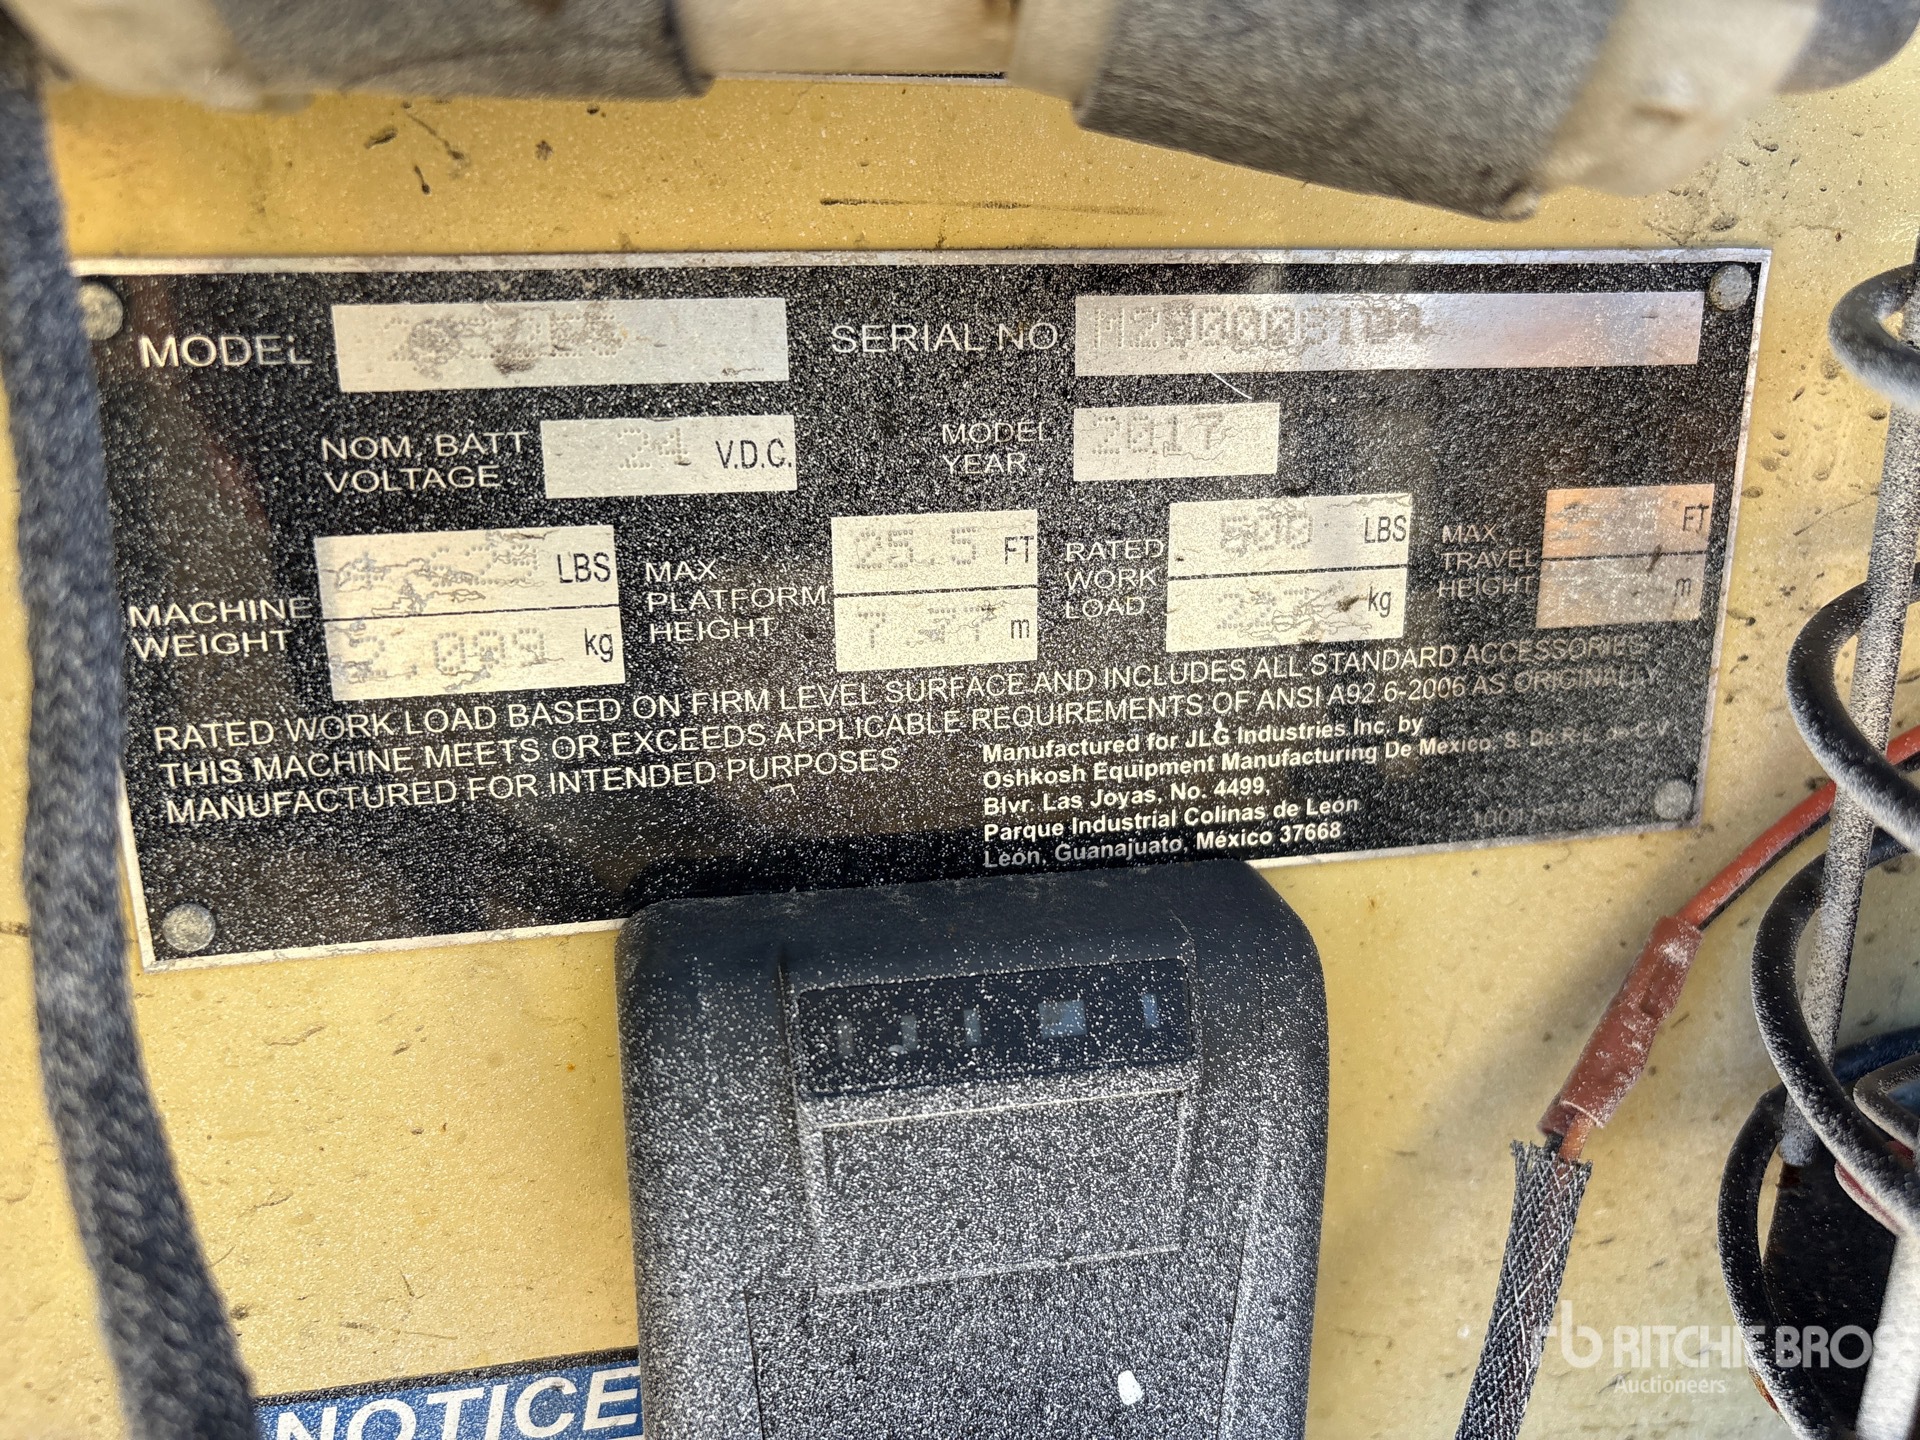 MODEL
SERIAL NO
NOM. BATT VOLTAGE 24 V.D.C.
MODEL YEAR 2017
MACHINE WEIGHT LBS
kg
MAX PLATFORM HEIGHT 25.5 FT
m
RATED WORK LOAD 500 LBS
kg
MAX TRAVEL HEIGHT FT
m
RATED WORK LOAD BASED ON FIRM LEVEL SURFACE AND INCLUDES ALL STANDARD ACCESSORIES
THIS MACHINE MEETS OR EXCEEDS APPLICABLE REQUIREMENTS OF ANSI A92.6-2006 AS ORIGINALLY
MANUFACTURED FOR INTENDED PURPOSES
Manufactured for JLG Industries Inc. by
Oshkosh Equipment Manufacturing De Mexico, S. De R.L. de C.V.
Blvr. Las Joyas, No. 4499,
Parque Industrial Colinas de León
León, Guanajuato, México 37668
NOTICE
rb RITCHIE BROS
Auctioneers